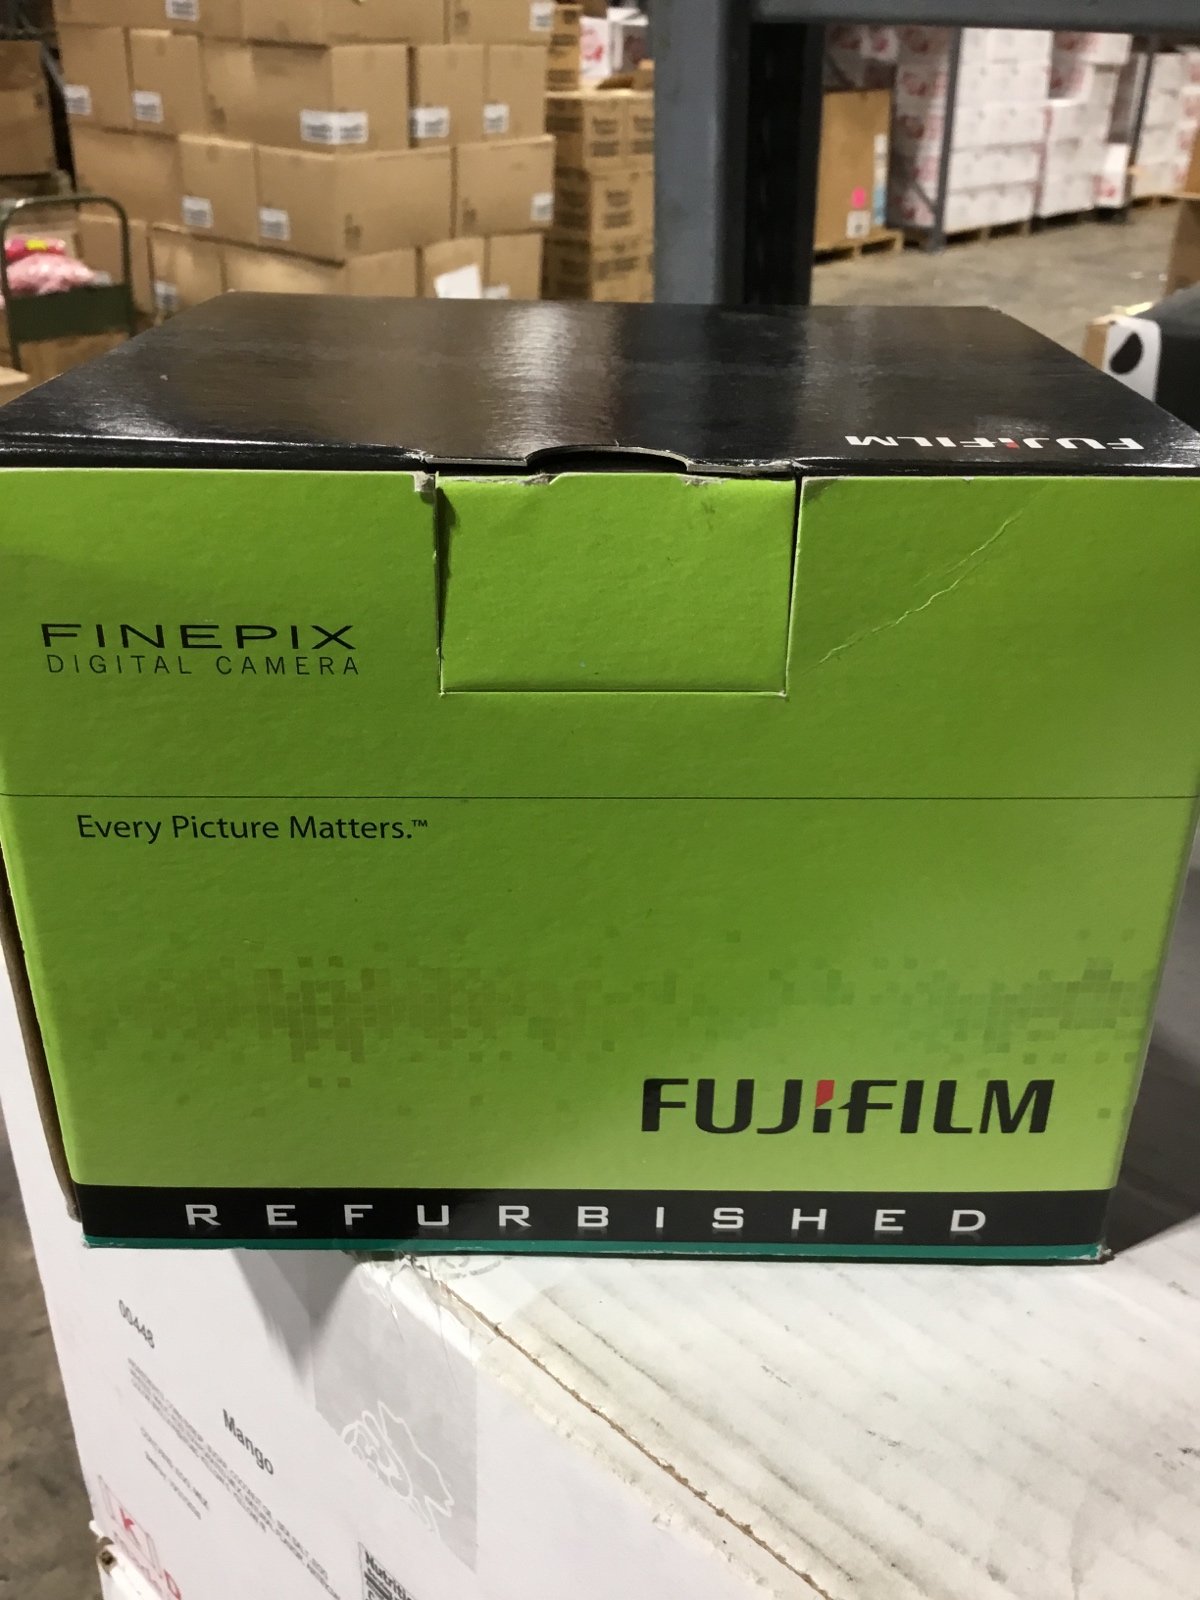 FUJIFILM
FINEPIX
DIGITAL CAMERA
Every Picture Matters.™
FUJIFILM
REFURBISHED
00448
Mango